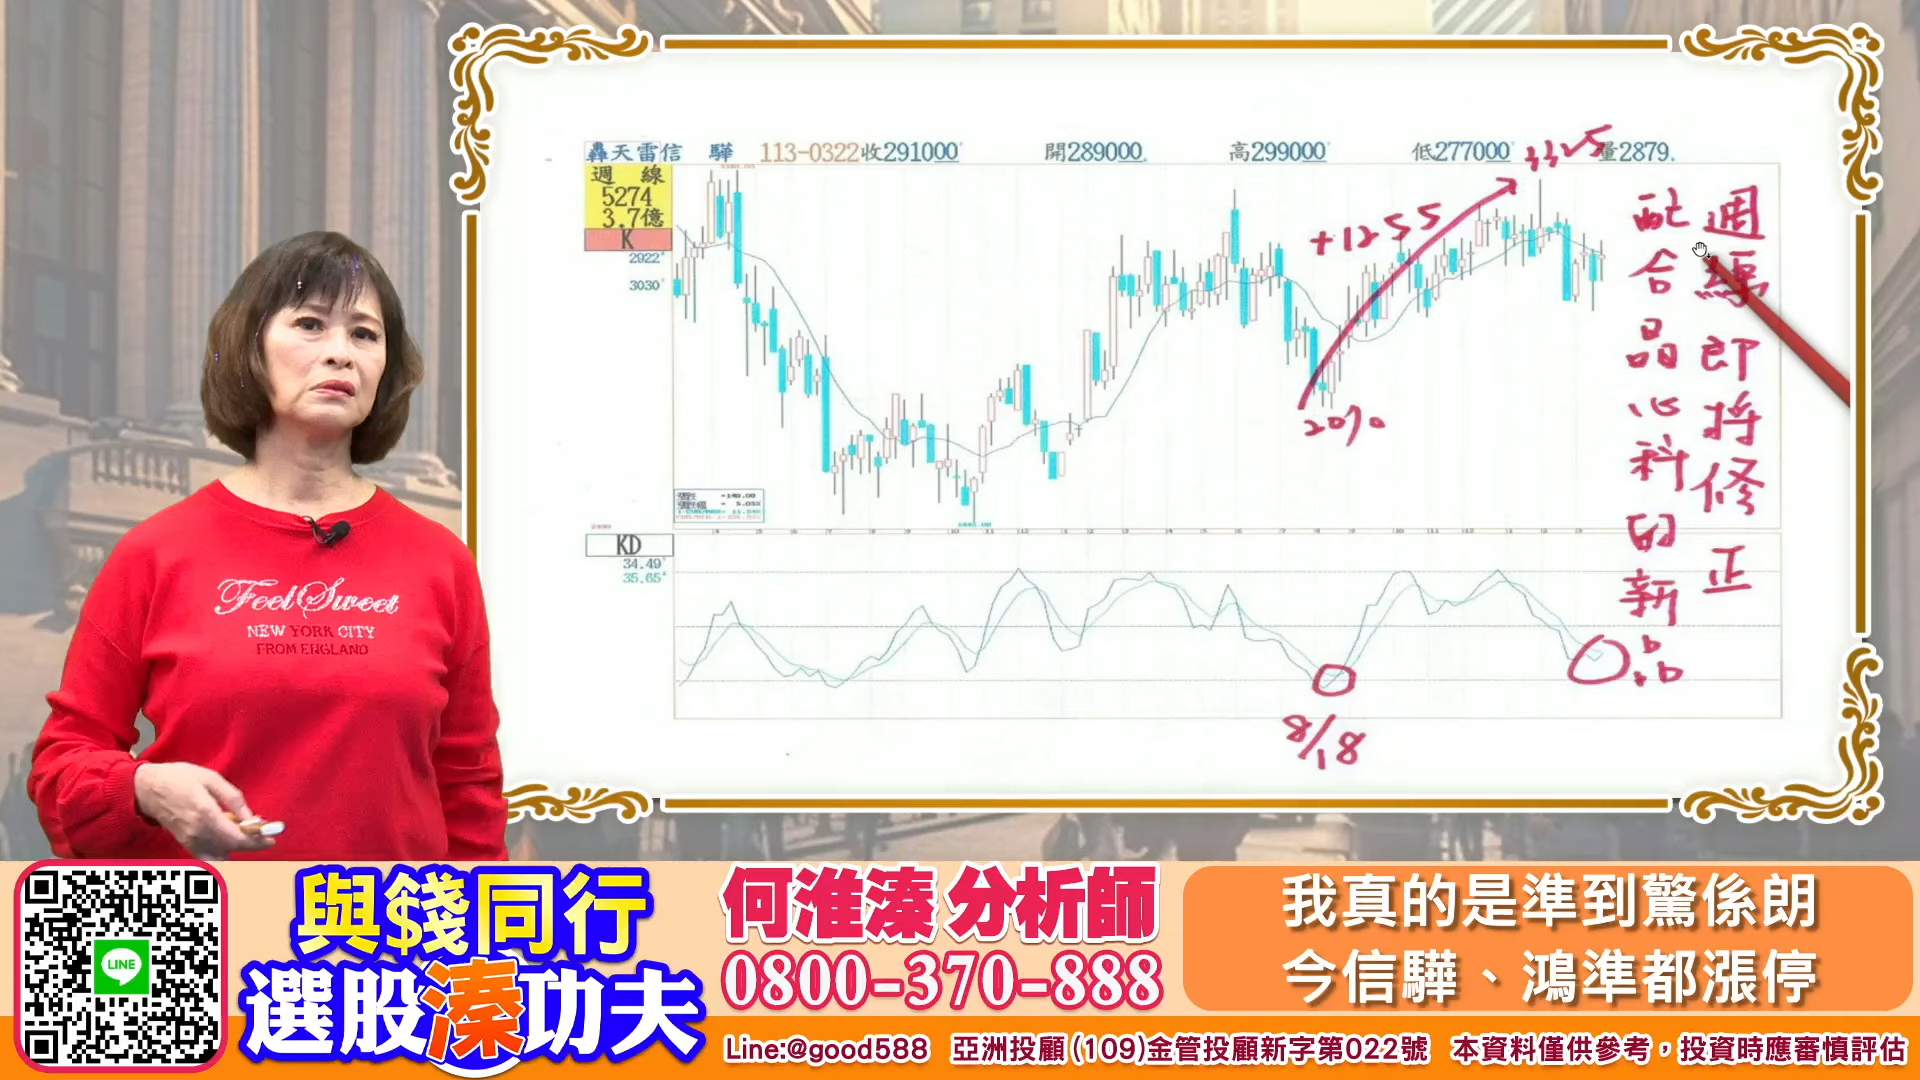 轟天雷信 驊 113-0322收291000 開289000 高299000 低277000 量2879.
週 線
5274
3.7億
K
2922
3030
+1255
3325
20%
週線即將修正
配合晶心科的新品
KD
34.49
35.65
8/18
Feel Sweet
NEW YORK CITY
FROM ENGLAND
LINE
與錢同行
選股溱功夫
何淮溱 分析師
0800-370-888
我真的是準到驚係朗
今信驊、鴻準都漲停
Line:@good588 亞洲投顧 (109)金管投顧新字第022號 本資料僅供參考，投資時應審慎評估